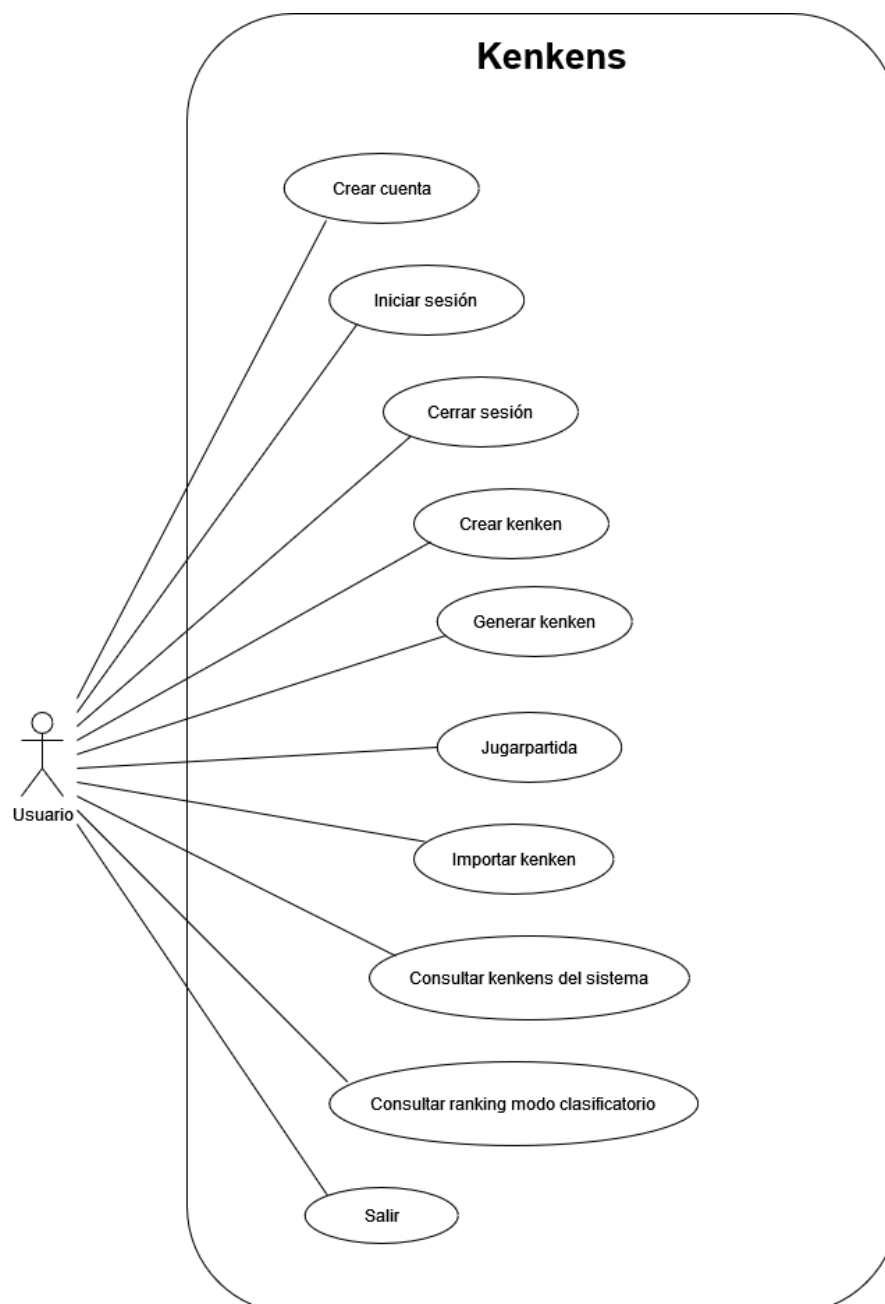 Kenkens
Crear cuenta
Iniciar sesión
Cerrar sesión
Crear kenken
Generar kenken
Jugarpartida
Usuario
Importar kenken
Consultar kenkens del sistema
Consultar ranking modo clasificatorio
Salir